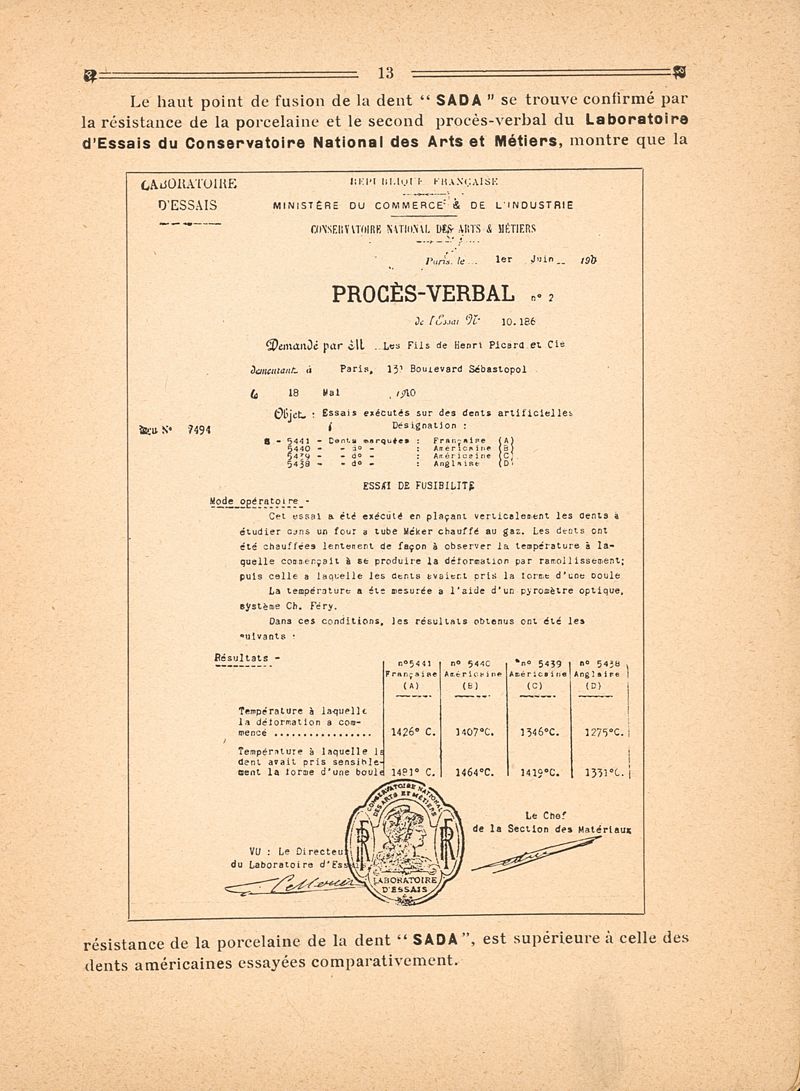 13
Le haut point de fusion de la dent “ SADA ” se trouve confirmé par
la résistance de la porcelaine et le second procès-verbal du Laboratoire
d’Essais du Conservatoire National des Arts et Métiers, montre que la
LABORATOIRE
D’ESSAIS
REPUBLIQUE FRANÇAISE
MINISTÈRE DU COMMERCE & DE L’INDUSTRIE
CONSERVATOIRE NATIONAL DES ARTS & MÉTIERS
Paris, le 1er Juin
PROCÈS-VERBAL n° 2
de l’Essai N° 10.186
Demandé par M Les Fils de Henri Picard et Cie
demeurant à Paris, Boulevard Sébastopol
le 18 Mai 1910
Objet : Essais exécutés sur des dents artificielles
Désignation :
N° 7494
8 - 5441 - Dents marquées : Française (A)
5440 - - d° - : Américaine (B)
5439 - - d° - : Américaine (C)
5438 - - d° - : Anglaise (D)
ESSAI DE FUSIBILITE
Mode opératoire -
Cet essai a été exécuté en plaçant verticalement les dents à
étudier dans un four a tube Méker chauffé au gaz. Les dents ont
été chauffées lentement de façon à observer la température à la-
quelle commençait à se produire la déformation par ramollissement;
puis celle a laquelle les dents avaient pris la forme d’une boule
La température a éte mesurée a l’aide d’un pyromètre optique,
système Ch. Féry.
Dans ces conditions, les résultats obtenus ont été les
suivants :
Résultats -
n°5441 n° 5440 n° 5439 n° 5438
Française Américaine Américaine Anglaise
(A) (B) (C) (D)
Température à laquelle
la déformation a com-
mencé ................. 1426° C. 1407°C. 1346°C. 1275°C.
Température à laquelle la
dent avait pris sensible-
ment la forme d’une boule 1491° C. 1464°C. 1419°C. 1331°C.
CONSERVATOIRE NATIONAL
DES ARTS ET MÉTIERS
RF
LABORATOIRE
D’ESSAIS
Le Chef
de la Section des Matériaux
VU : Le Directeur
du Laboratoire d’Essais
résistance de la porcelaine de la dent “ SADA ”, est supérieure à celle des
dents américaines essayées comparativement.